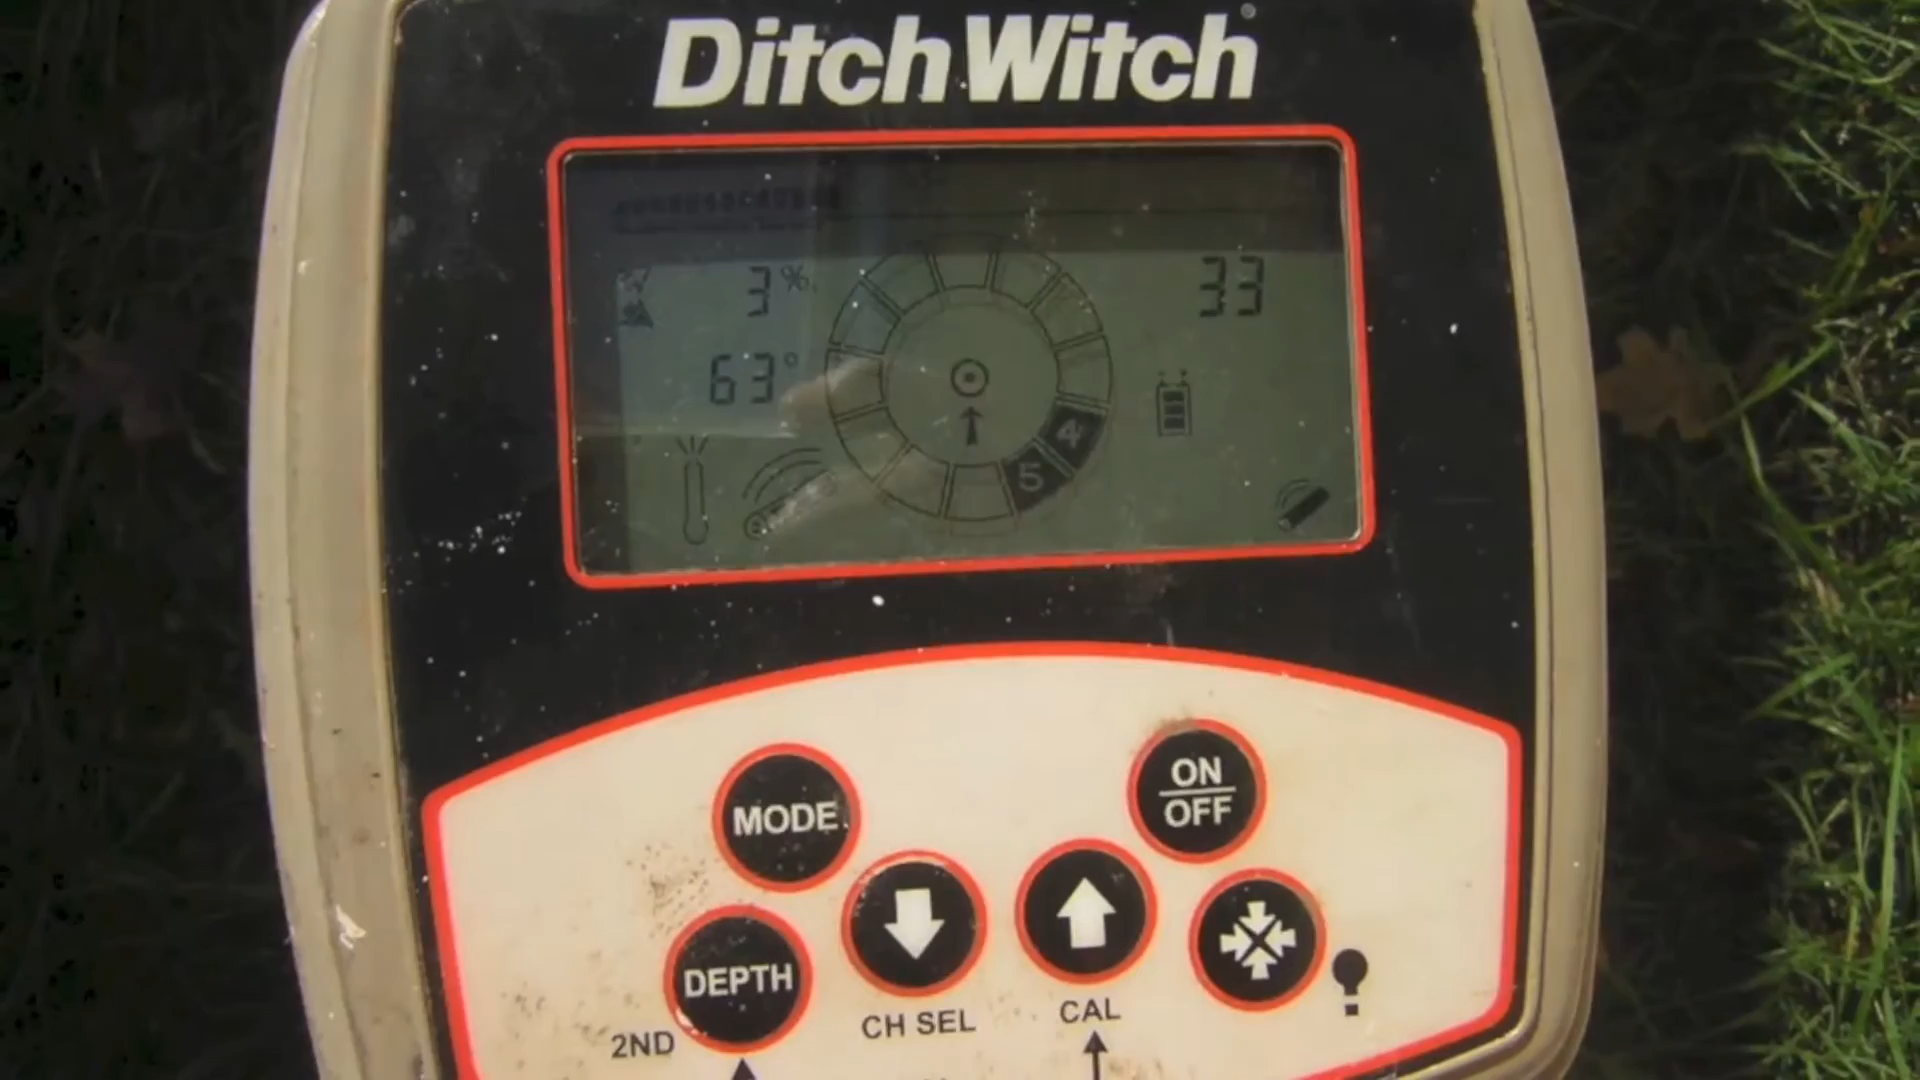 DitchWitch
3%
33
63°
4
5
MODE
ON
OFF
DEPTH
2ND
CH SEL
CAL